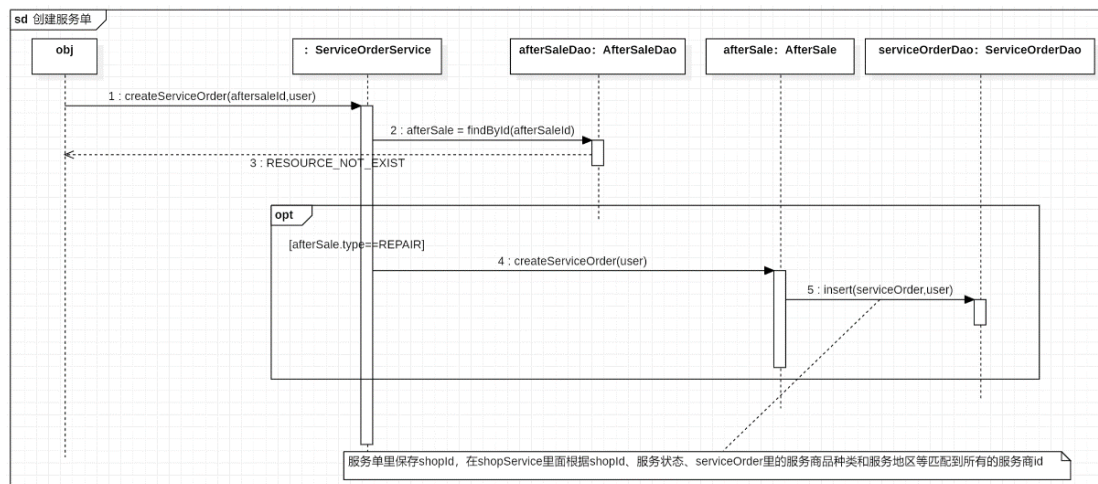 sd 创建服务单
obj
: ServiceOrderService
afterSaleDao: AfterSaleDao
afterSale: AfterSale
serviceOrderDao: ServiceOrderDao
1 : createServiceOrder(aftersaleId,user)
2 : afterSale = findById(afterSaleId)
3 : RESOURCE_NOT_EXIST
opt
[afterSale.type==REPAIR]
4 : createServiceOrder(user)
5 : insert(serviceOrder,user)
服务单里保存shopId，在shopService里面根据shopId、服务状态、serviceOrder里的服务商品种类和服务地区等匹配到所有的服务商id